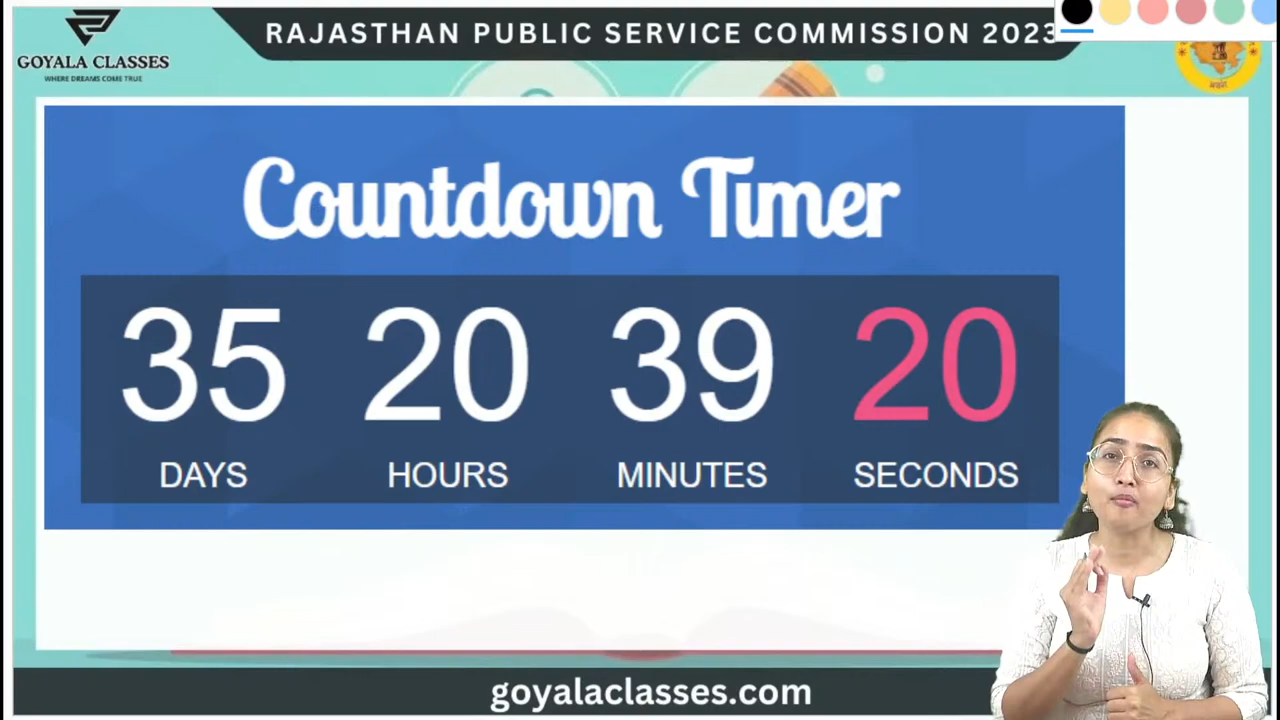 RAJASTHAN PUBLIC SERVICE COMMISSION 2023
GOYALA CLASSES
WHERE DREAMS COME TRUE
Countdown Timer
35 20 39 20
DAYS HOURS MINUTES SECONDS
goyalaclasses.com